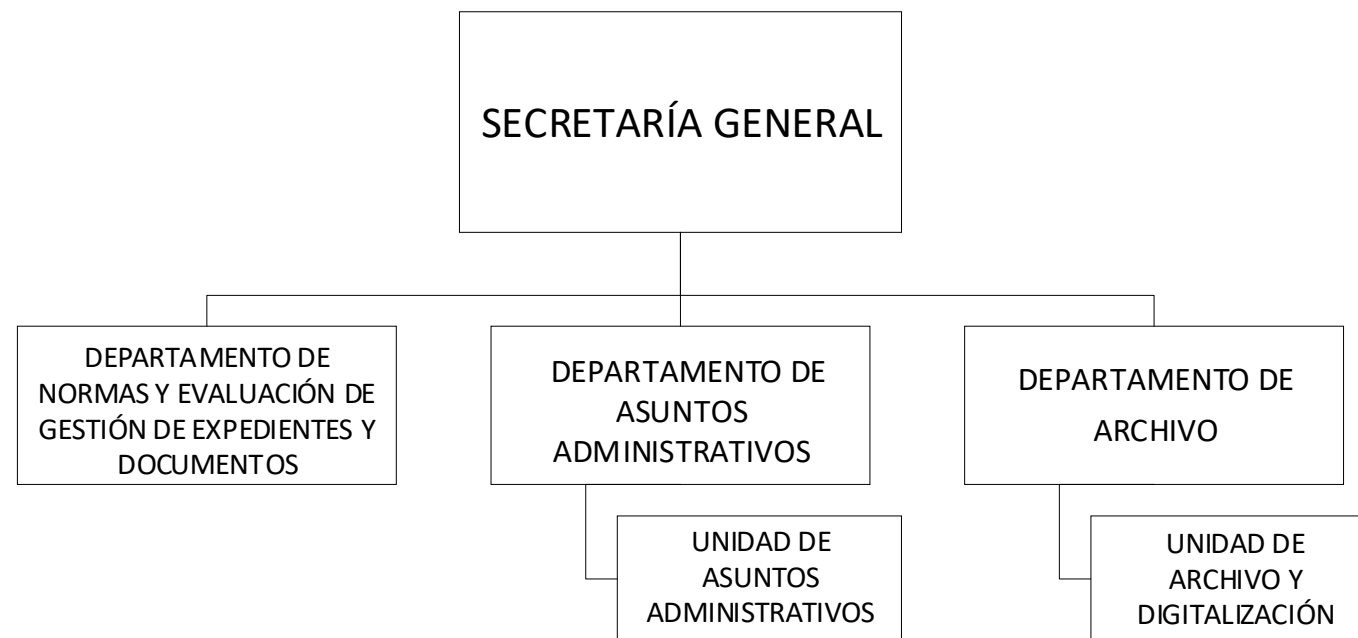 SECRETARÍA GENERAL
DEPARTAMENTO DE
NORMAS Y EVALUACIÓN DE
GESTIÓN DE EXPEDIENTES Y
DOCUMENTOS
DEPARTAMENTO DE
ASUNTOS
ADMINISTRATIVOS
DEPARTAMENTO DE
ARCHIVO
UNIDAD DE
ASUNTOS
ADMINISTRATIVOS
UNIDAD DE
ARCHIVO Y
DIGITALIZACIÓN